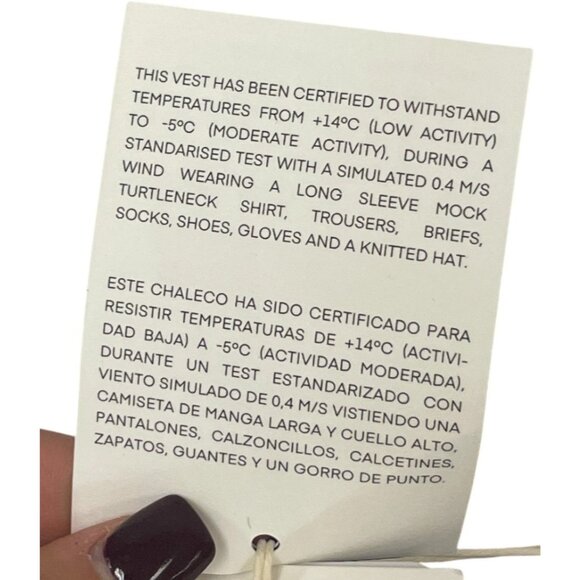 THIS VEST HAS BEEN CERTIFIED TO WITHSTAND
TEMPERATURES FROM +14ºC (LOW ACTIVITY)
TO -5ºC (MODERATE ACTIVITY), DURING A
STANDARISED TEST WITH A SIMULATED 0.4 M/S
WIND WEARING A LONG SLEEVE MOCK
TURTLENECK SHIRT, TROUSERS, BRIEFS,
SOCKS, SHOES, GLOVES AND A KNITTED HAT.
ESTE CHALECO HA SIDO CERTIFICADO PARA
RESISTIR TEMPERATURAS DE +14ºC (ACTIVI-
DAD BAJA) A -5ºC (ACTIVIDAD MODERADA),
DURANTE UN TEST ESTANDARIZADO CON
VIENTO SIMULADO DE 0,4 M/S VISTIENDO UNA
CAMISETA DE MANGA LARGA Y CUELLO ALTO,
PANTALONES, CALZONCILLOS, CALCETINES,
ZAPATOS, GUANTES Y UN GORRO DE PUNTO.